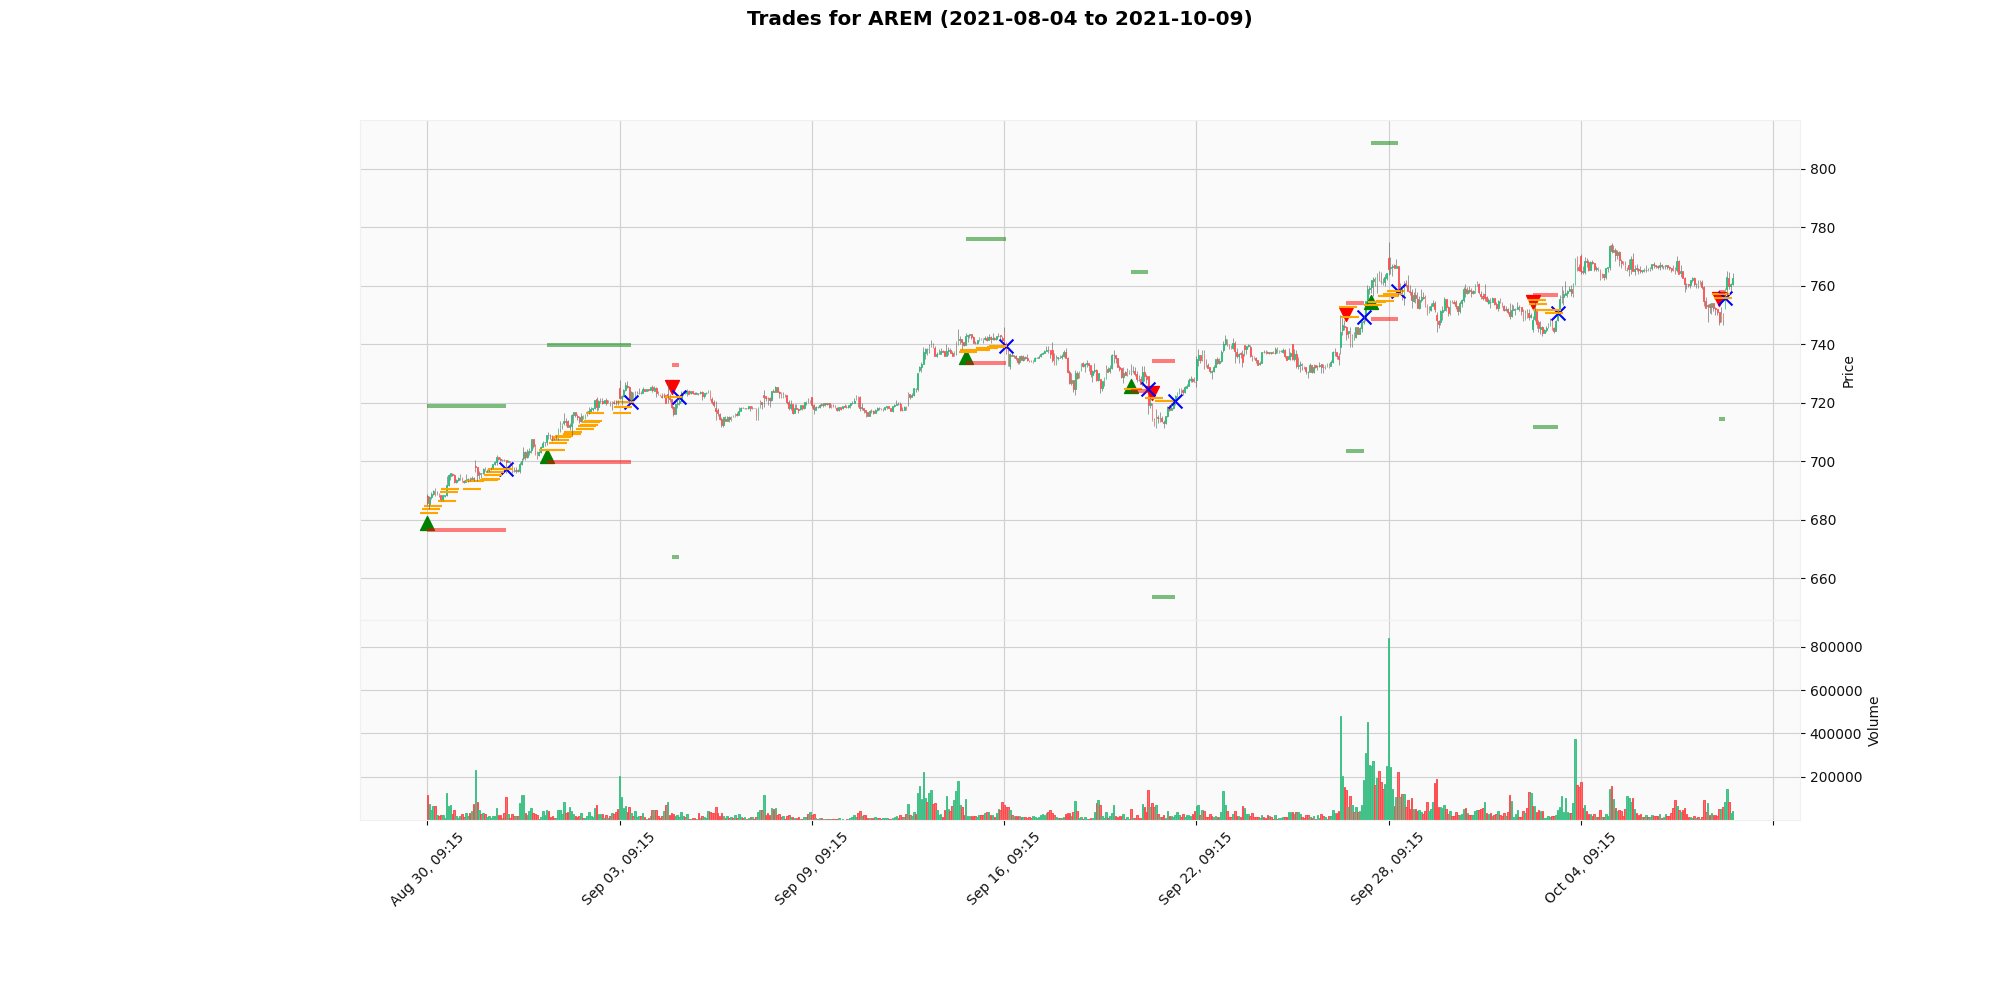 Trades for AREM (2021-08-04 to 2021-10-09)
800
780
760
740
720
700
680
660
Price
800000
600000
400000
200000
Volume
Aug 30, 09:15
Sep 03, 09:15
Sep 09, 09:15
Sep 16, 09:15
Sep 22, 09:15
Sep 28, 09:15
Oct 04, 09:15